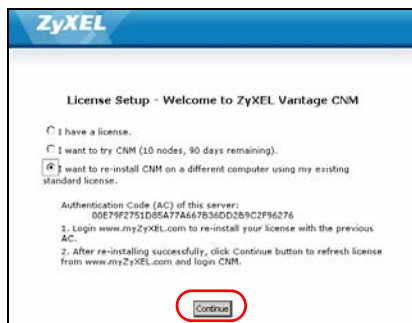 ZyXEL
License Setup - Welcome to ZyXEL Vantage CNM
I have a license.
I want to try CNM (10 nodes, 90 days remaining).
I want to re-install CNM on a different computer using my existing
standard license.
Authentication Code (AC) of this server:
00E79F2751D85A77A667B36DD2B9C2F96276
1. Login www.myZyXEL.com to re-install your license with the previous
AC.
2. After re-installing successfully, click Continue button to refresh license
from www.myZyXEL.com and login CNM.
Continue